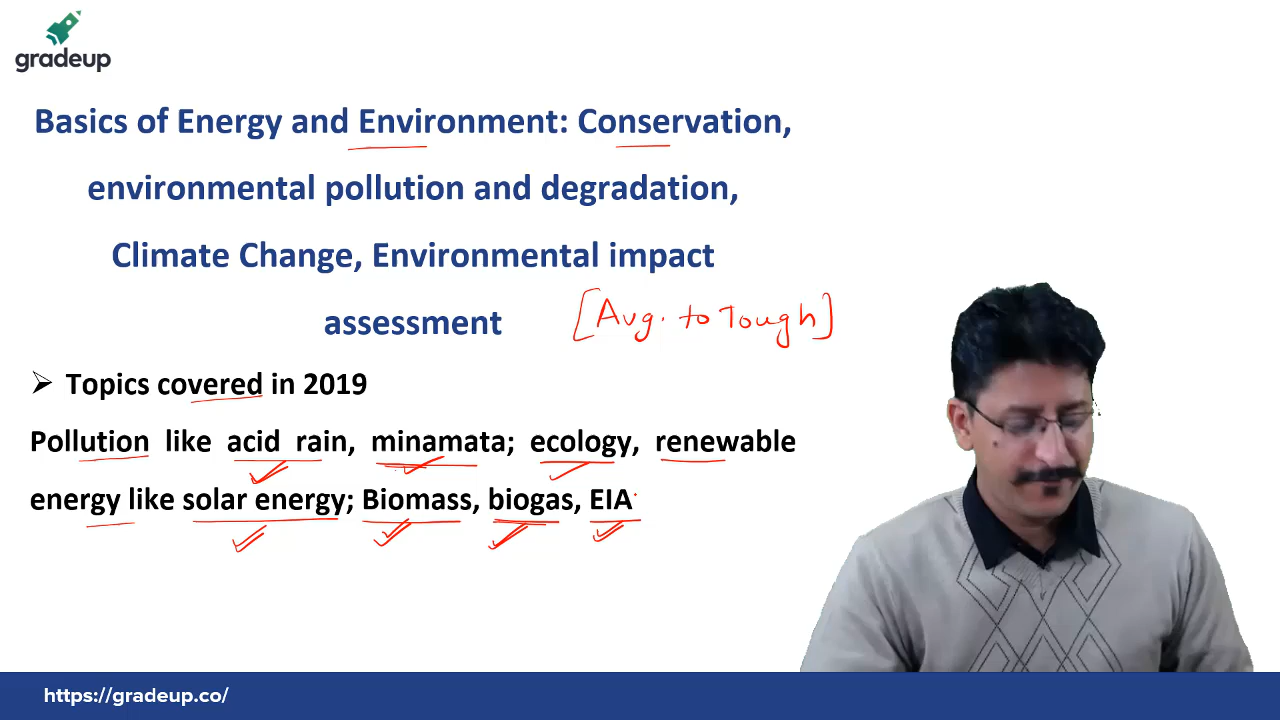 gradeup
Basics of Energy and Environment: Conservation,
environmental pollution and degradation,
Climate Change, Environmental impact
assessment [Avg. to Tough]
➢ Topics covered in 2019
Pollution like acid rain, minamata; ecology, renewable
energy like solar energy; Biomass, biogas, EIA
https://gradeup.co/